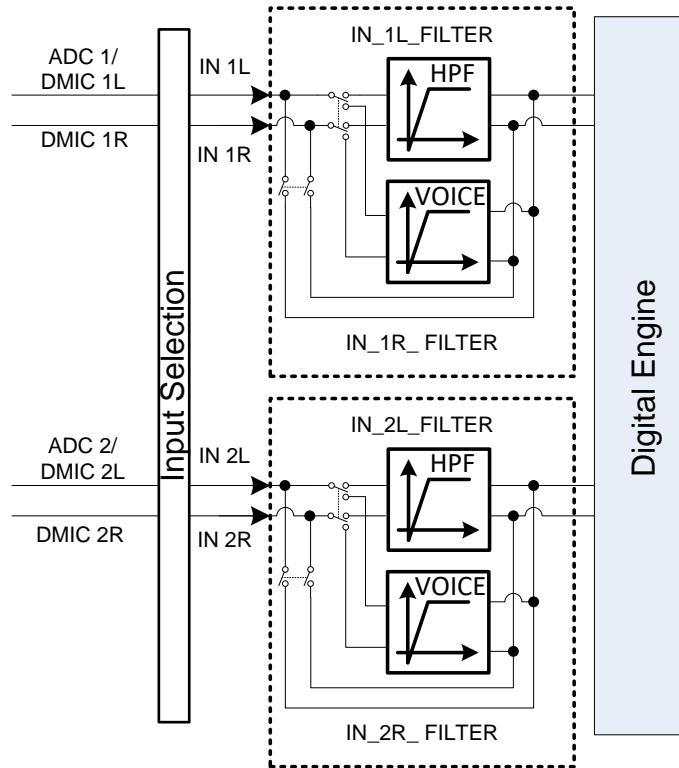 IN_1L_FILTER
ADC 1/
DMIC 1L
IN 1L
HPF
DMIC 1R
IN 1R
VOICE
IN_1R_ FILTER
Input Selection
Digital Engine
IN_2L_FILTER
ADC 2/
DMIC 2L
IN 2L
HPF
DMIC 2R
IN 2R
VOICE
IN_2R_ FILTER